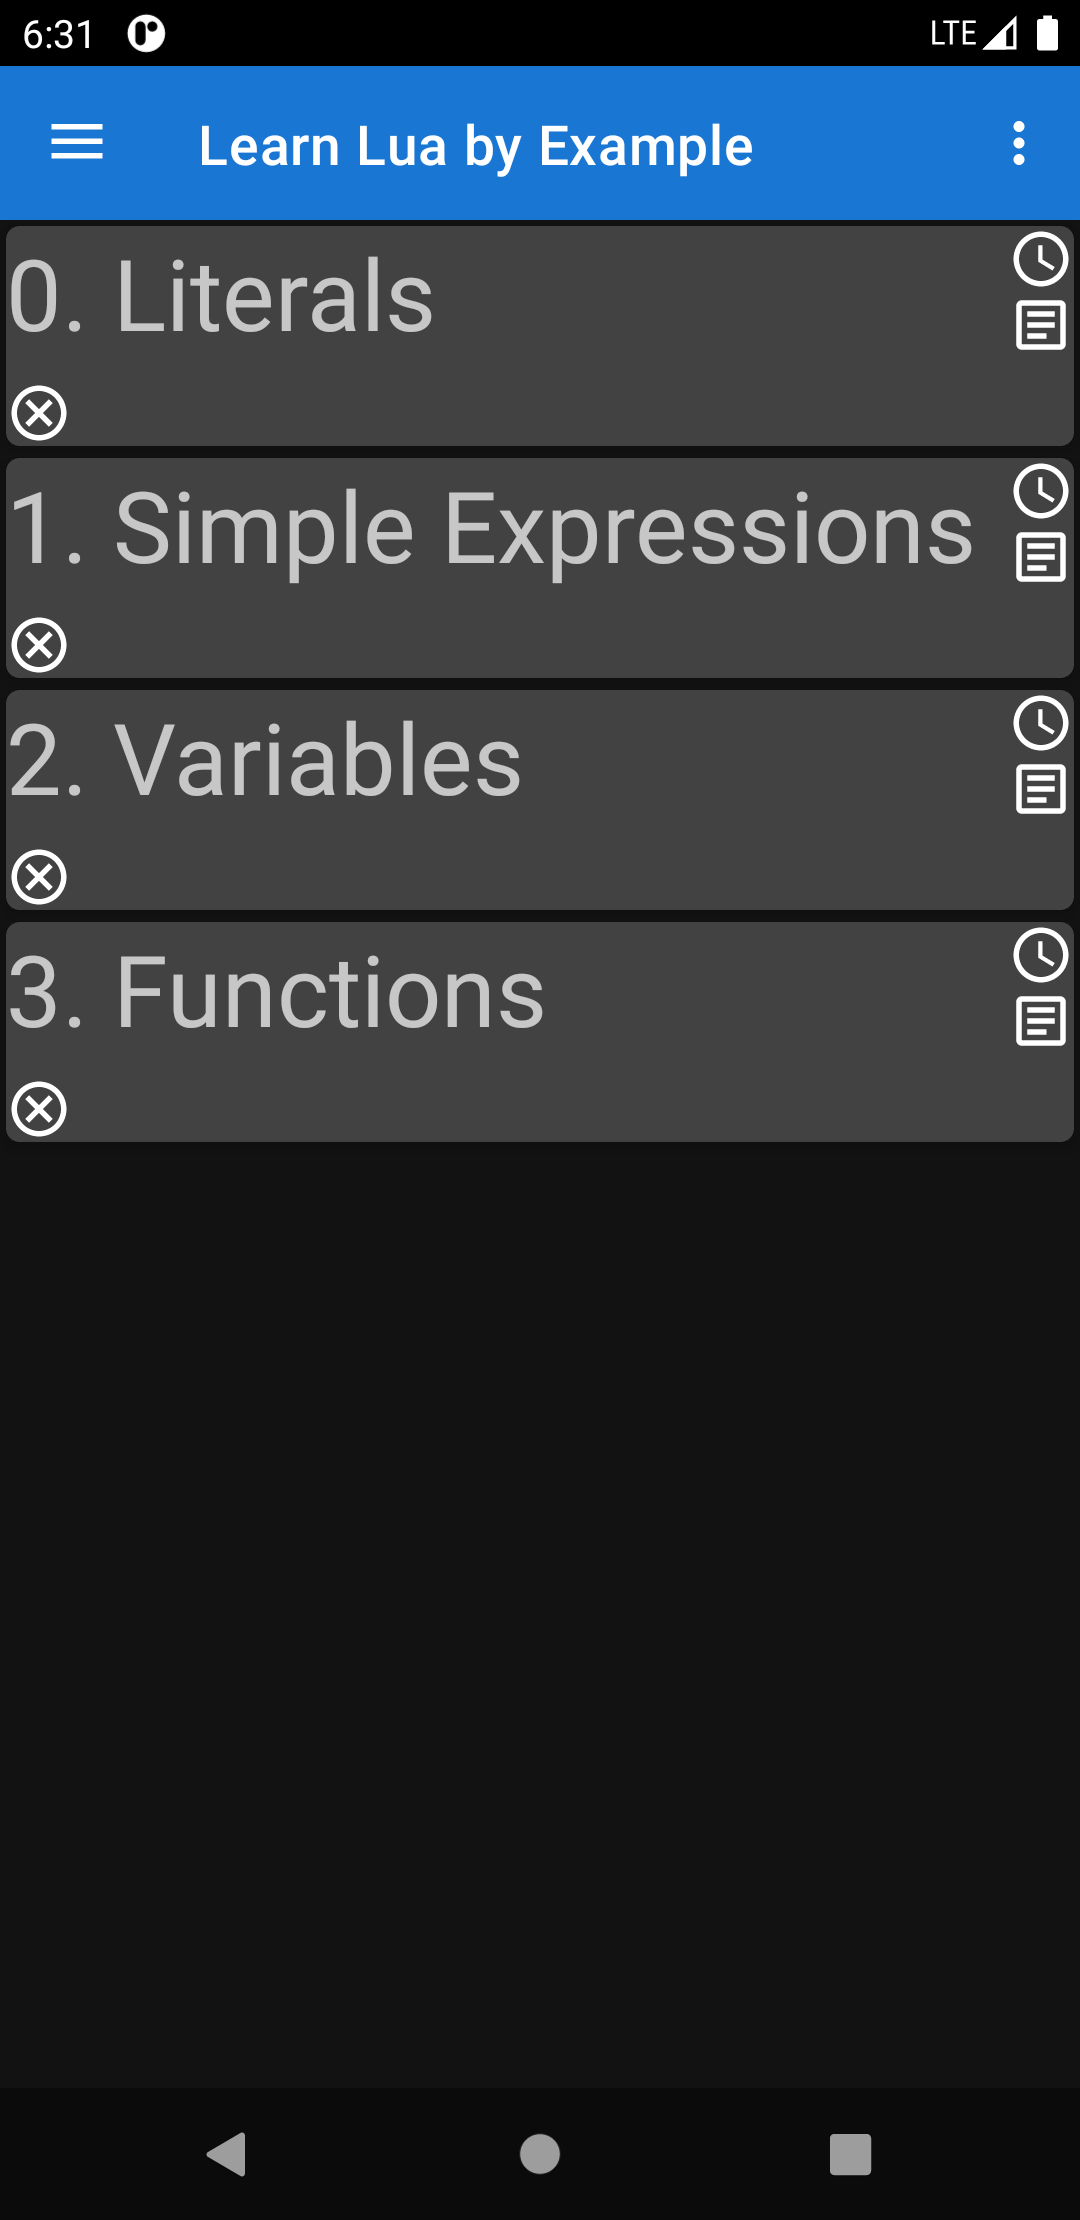 6:31
LTE
Learn Lua by Example
0. Literals
1. Simple Expressions
2. Variables
3. Functions